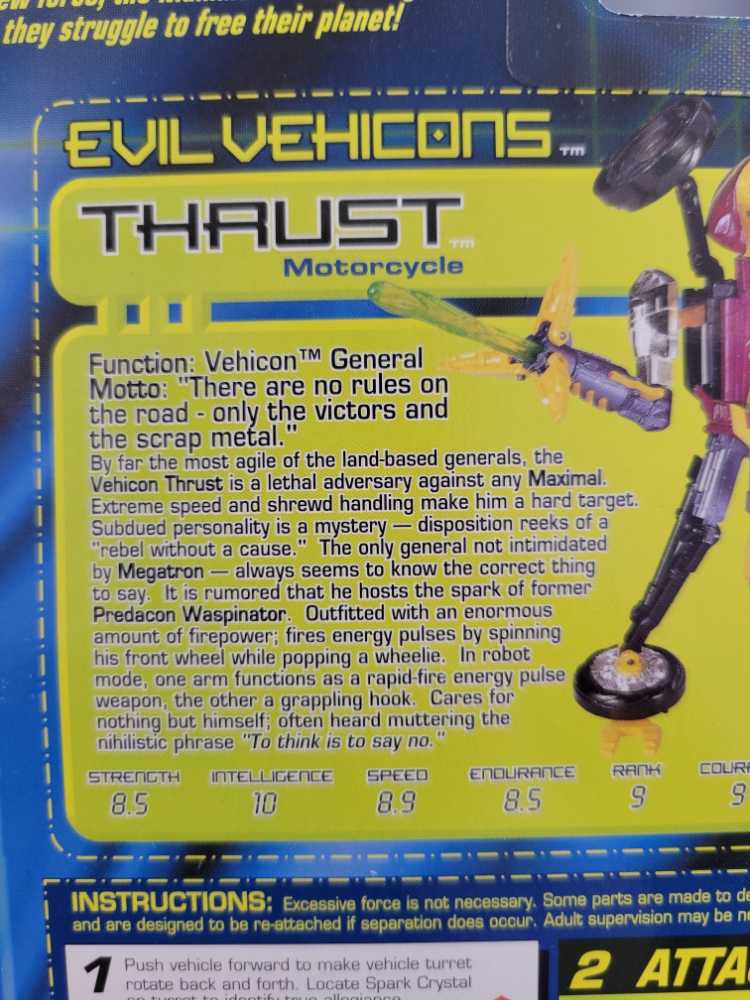 they struggle to free their planet!
EVIL VEHICONS™
THRUST™
Motorcycle
Function: Vehicon™ General
Motto: "There are no rules on
the road - only the victors and
the scrap metal."
By far the most agile of the land-based generals, the
Vehicon Thrust is a lethal adversary against any Maximal.
Extreme speed and shrewd handling make him a hard target.
Subdued personality is a mystery — disposition reeks of a
"rebel without a cause." The only general not intimidated
by Megatron — always seems to know the correct thing
to say. It is rumored that he hosts the spark of former
Predacon Waspinator. Outfitted with an enormous
amount of firepower; fires energy pulses by spinning
his front wheel while popping a wheelie. In robot
mode, one arm functions as a rapid-fire energy pulse
weapon, the other a grappling hook. Cares for
nothing but himself; often heard muttering the
nihilistic phrase "To think is to say no."
STRENGTH INTELLIGENCE SPEED ENDURANCE RANK
8.5 10 8.9 8.5 9 9
INSTRUCTIONS: Excessive force is not necessary. Some parts are made to
and are designed to be re-attached if separation does occur. Adult supervision may be
1 Push vehicle forward to make vehicle turret
rotate back and forth. Locate Spark Crystal
on turret to identify true allegiance.
2